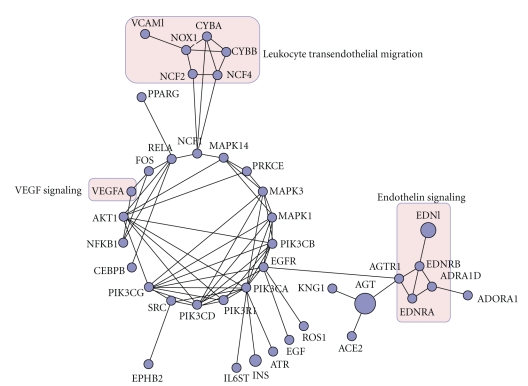 VCAM1
CYBA
NOX1
CYBB
Leukocyte transendothelial migration
NCF2
NCF4
PPARG
NCF1
RELA
MAPK14
FOS
PRKCE
VEGF signaling
VEGFA
MAPK3
Endothelin signaling
AKT1
MAPK1
EDN1
NFKB1
PIK3CB
CEBPB
EGFR
AGTR1
EDNRB
ADRA1D
PIK3CG
PIK3CA
KNG1
AGT
SRC
PIK3R1
PIK3CD
EDNRA
ADORA1
ROS1
ACE2
EGF
ATR
EPHB2
IL6ST
INS